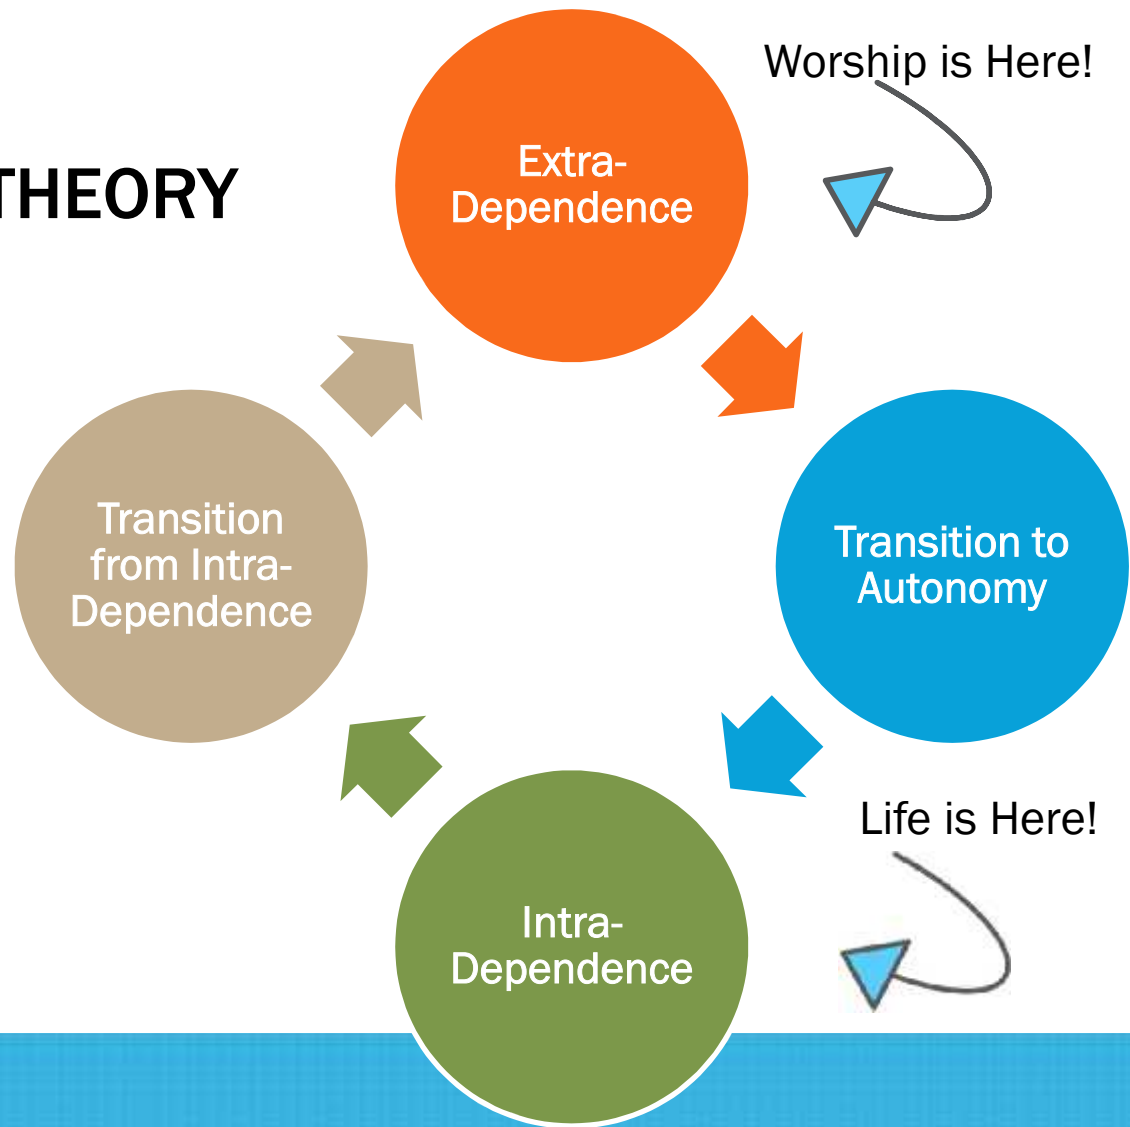 Worship is Here!
THEORY
Extra-
Dependence
Transition
from Intra-
Dependence
Transition to
Autonomy
Life is Here!
Intra-
Dependence